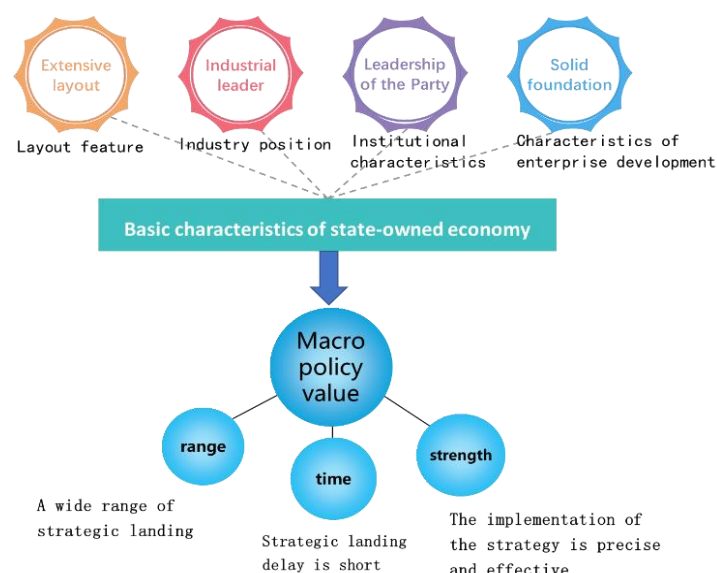 Extensive
layout
Industrial
leader
Leadership
of the Party
Solid
foundation
Layout feature
Industry position
Institutional
characteristics
Characteristics of
enterprise development
Basic characteristics of state-owned economy
Macro
policy
value
range
time
strength
A wide range of
strategic landing
Strategic landing
delay is short
The implementation of
the strategy is precise
and effective